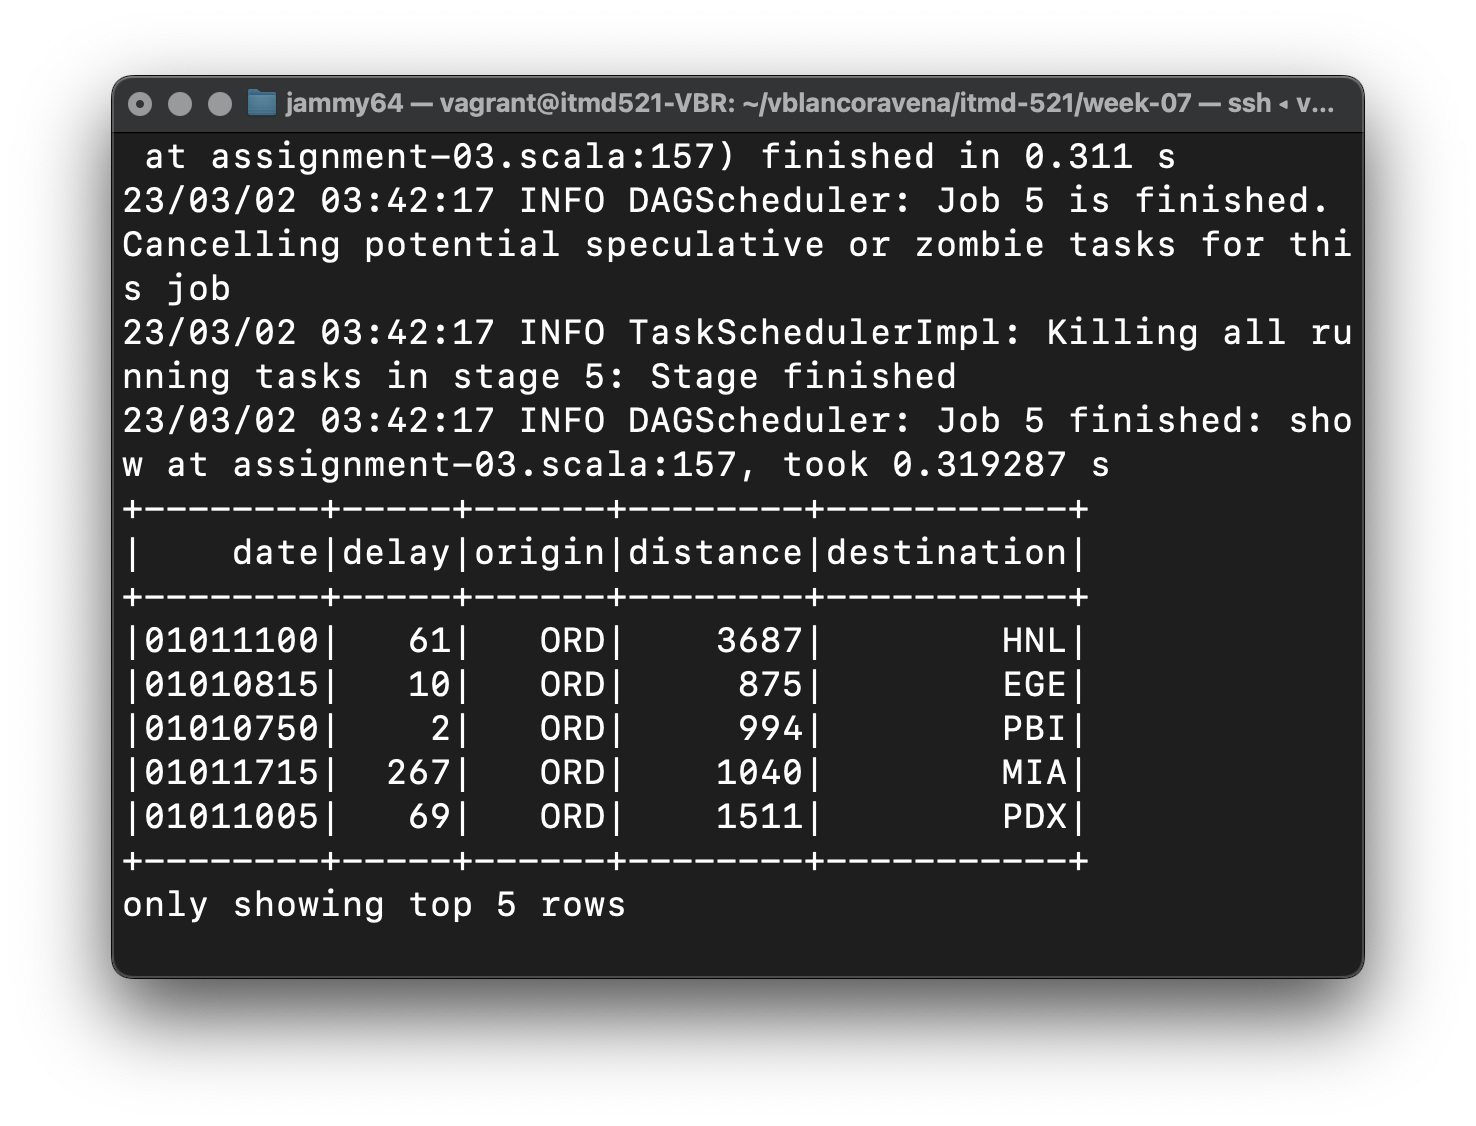 jammy64 — vagrant@itmd521-VBR: ~/vblancoravena/itmd-521/week-07 — ssh ◂ v...
 at assignment-03.scala:157) finished in 0.311 s
23/03/02 03:42:17 INFO DAGScheduler: Job 5 is finished.
Cancelling potential speculative or zombie tasks for thi
s job
23/03/02 03:42:17 INFO TaskSchedulerImpl: Killing all ru
nning tasks in stage 5: Stage finished
23/03/02 03:42:17 INFO DAGScheduler: Job 5 finished: sho
w at assignment-03.scala:157, took 0.319287 s
+--------+-----+------+--------+-----------+
|    date|delay|origin|distance|destination|
+--------+-----+------+--------+-----------+
|01011100|   61|   ORD|    3687|        HNL|
|01010815|   10|   ORD|     875|        EGE|
|01010750|    2|   ORD|     994|        PBI|
|01011715|  267|   ORD|    1040|        MIA|
|01011005|   69|   ORD|    1511|        PDX|
+--------+-----+------+--------+-----------+
only showing top 5 rows